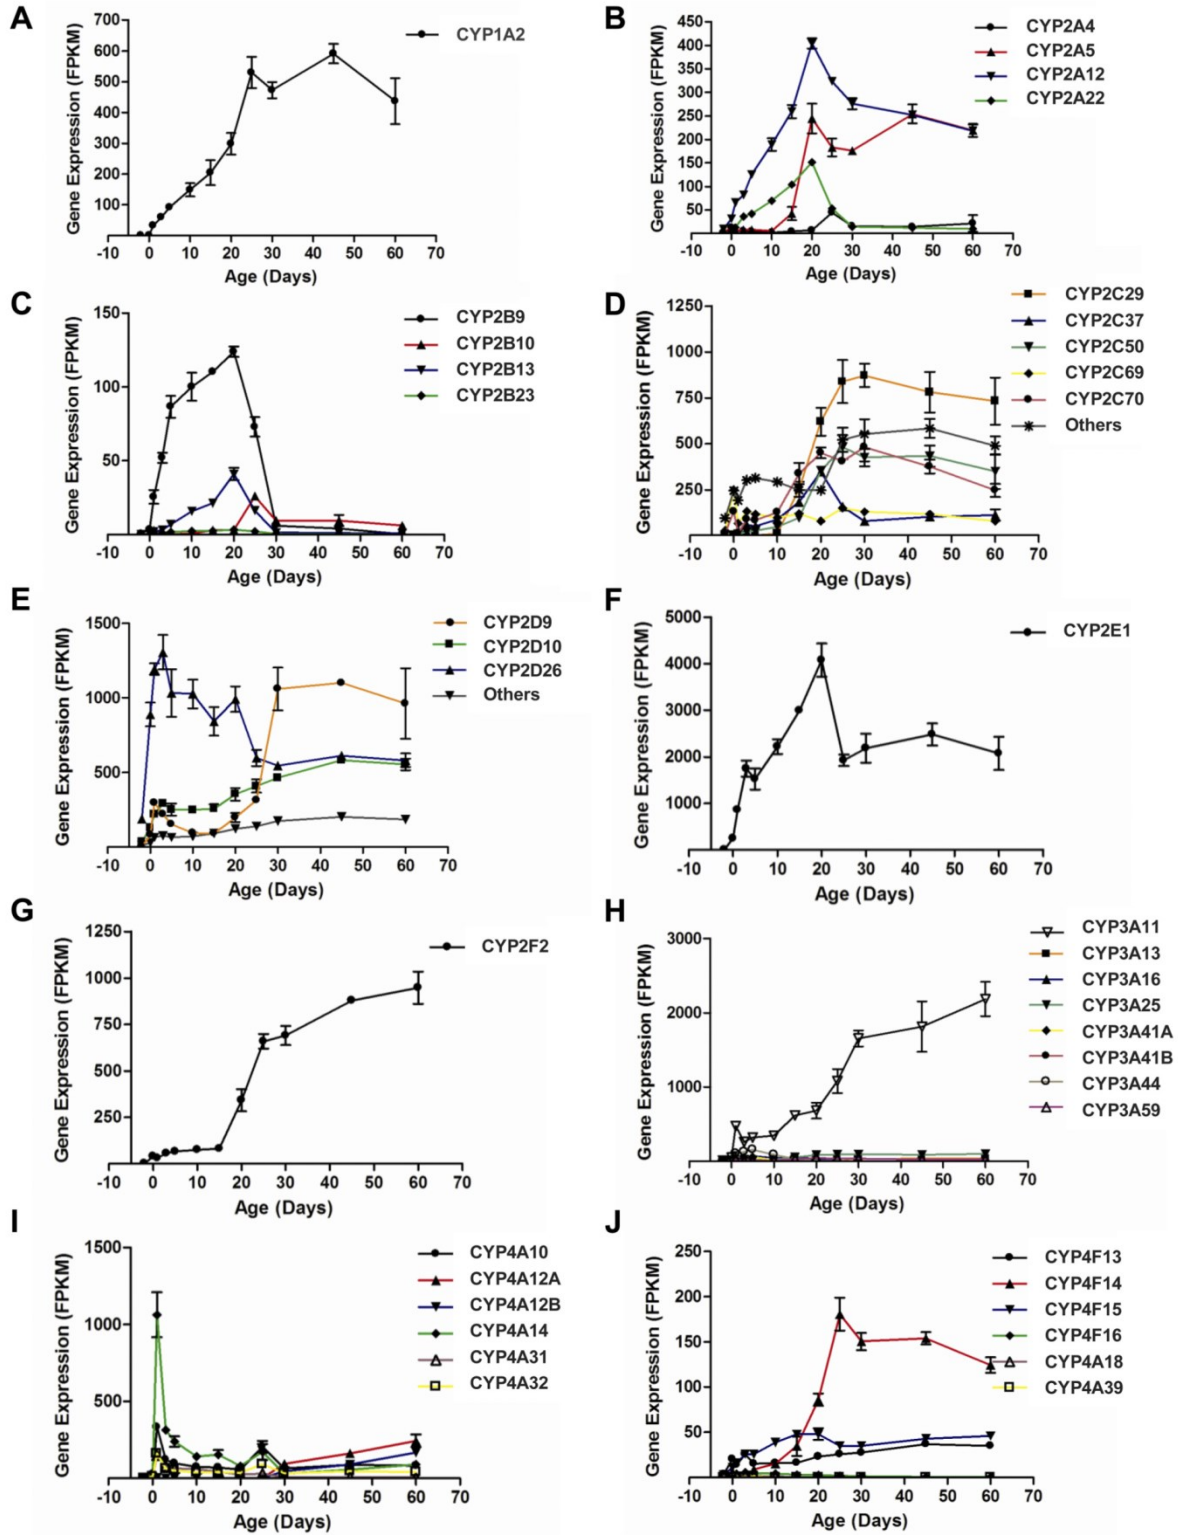 A
Gene Expression (FPKM)
700
600
500
400
300
200
100
-10 0 10 20 30 40 50 60 70
Age (Days)
CYP1A2
B
Gene Expression (FPKM)
450
400
350
300
250
200
150
100
50
-10 0 10 20 30 40 50 60 70
Age (Days)
CYP2A4
CYP2A5
CYP2A12
CYP2A22
C
Gene Expression (FPKM)
150
100
50
-10 0 10 20 30 40 50 60 70
Age (Days)
CYP2B9
CYP2B10
CYP2B13
CYP2B23
D
Gene Expression (FPKM)
1250
1000
750
500
250
-10 0 10 20 30 40 50 60 70
Age (Days)
CYP2C29
CYP2C37
CYP2C50
CYP2C69
CYP2C70
Others
E
Gene Expression (FPKM)
1500
1000
500
-10 0 10 20 30 40 50 60 70
Age (Days)
CYP2D9
CYP2D10
CYP2D26
Others
F
Gene Expression (FPKM)
5000
4000
3000
2000
1000
-10 0 10 20 30 40 50 60 70
Age (Days)
CYP2E1
G
Gene Expression (FPKM)
1250
1000
750
500
250
-10 0 10 20 30 40 50 60 70
Age (Days)
CYP2F2
H
Gene Expression (FPKM)
3000
2000
1000
-10 0 10 20 30 40 50 60 70
Age (Days)
CYP3A11
CYP3A13
CYP3A16
CYP3A25
CYP3A41A
CYP3A41B
CYP3A44
CYP3A59
I
Gene Expression (FPKM)
1500
1000
500
-10 0 10 20 30 40 50 60 70
Age (Days)
CYP4A10
CYP4A12A
CYP4A12B
CYP4A14
CYP4A31
CYP4A32
J
Gene Expression (FPKM)
250
200
150
100
50
-10 0 10 20 30 40 50 60 70
Age (Days)
CYP4F13
CYP4F14
CYP4F15
CYP4F16
CYP4A18
CYP4A39